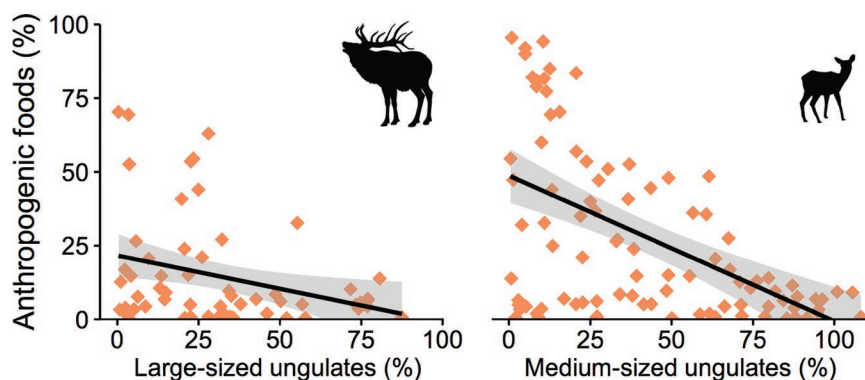 Anthropogenic foods (%)
100
75
50
25
0
0 25 50 75 100
Large-sized ungulates (%)
0 25 50 75 100
Medium-sized ungulates (%)